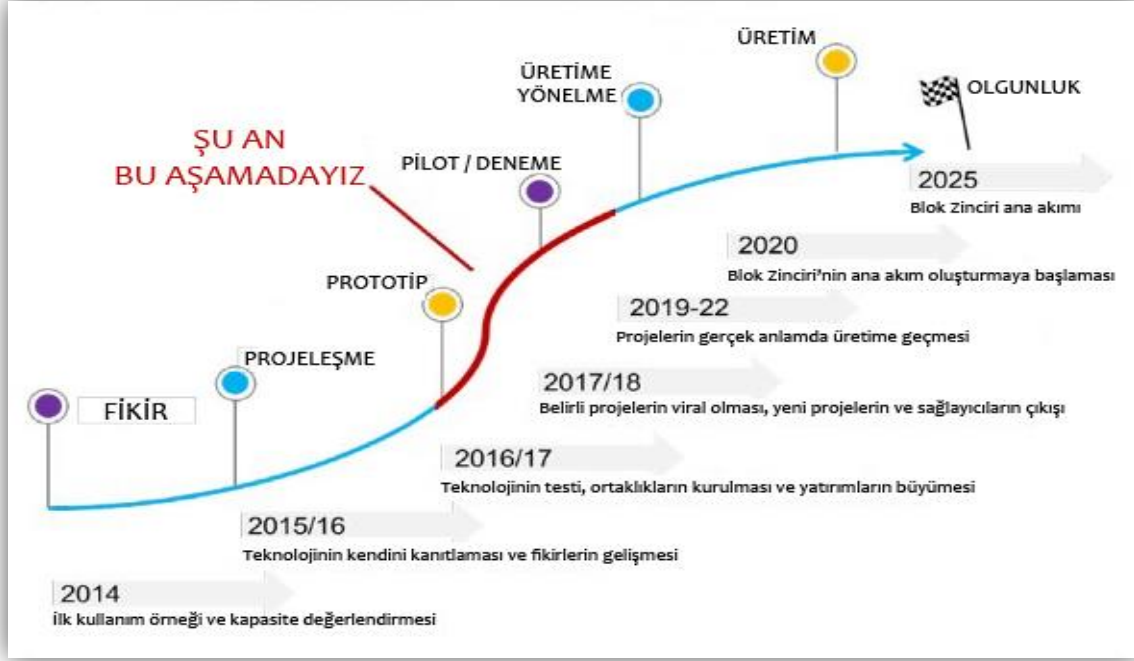 ÜRETİM
ÜRETİME
YÖNELME
OLGUNLUK
ŞU AN
BU AŞAMADAYIZ
PİLOT / DENEME
2025
Blok Zinciri ana akımı
2020
Blok Zinciri'nin ana akım oluşturmaya başlaması
PROTOTİP
2019-22
Projelerin gerçek anlamda üretime geçmesi
PROJELEŞME
2017/18
Belirli projelerin viral olması, yeni projelerin ve sağlayıcıların çıkışı
FİKİR
2016/17
Teknolojinin testi, ortaklıkların kurulması ve yatırımların büyümesi
2015/16
Teknolojinin kendini kanıtlaması ve fikirlerin gelişmesi
2014
İlk kullanım örneği ve kapasite değerlendirmesi